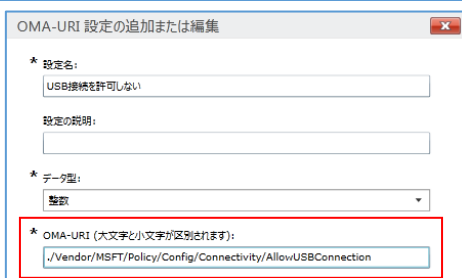 OMA-URI 設定の追加または編集
* 設定名:
USB接続を許可しない
設定の説明:
* データ型:
整数
* OMA-URI (大文字と小文字が区別されます):
./Vendor/MSFT/Policy/Config/Connectivity/AllowUSBConnection